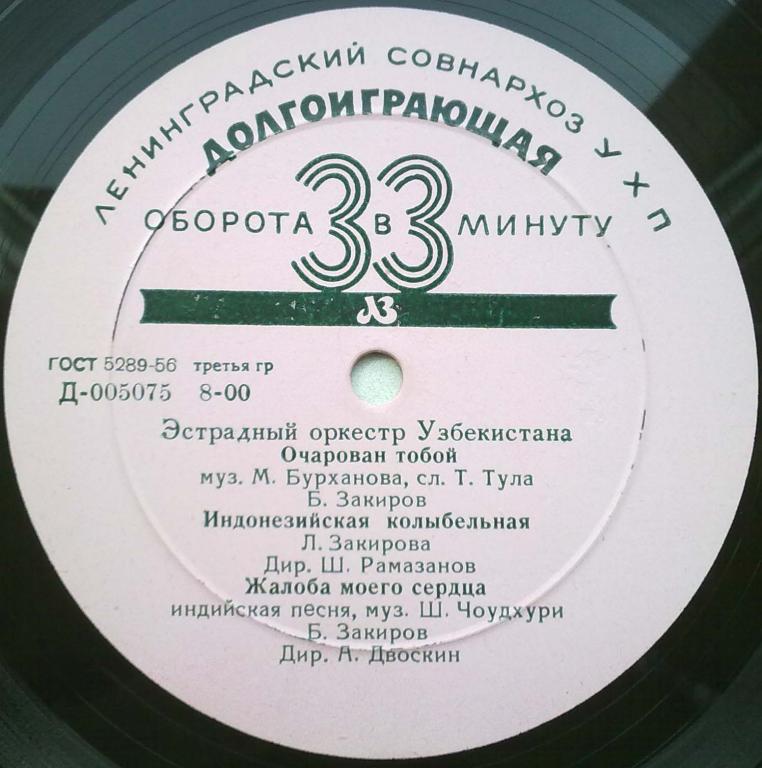 ЛЕНИНГРАДСКИЙ СОВНАРХОЗ УХП
ДОЛГОИГРАЮЩАЯ
ОБОРОТА 33 В МИНУТУ
ЛЗ
ГОСТ 5289-56 третья гр
Д-005075 8-00
Эстрадный оркестр Узбекистана
Очарован тобой
муз. М. Бурханова, сл. Т. Тула
Б. Закиров
Индонезийская колыбельная
Л. Закирова
Дир. Ш. Рамазанов
Жалоба моего сердца
индийская песня, муз. Ш. Чоудхури
Б. Закиров
Дир. А. Двоскин